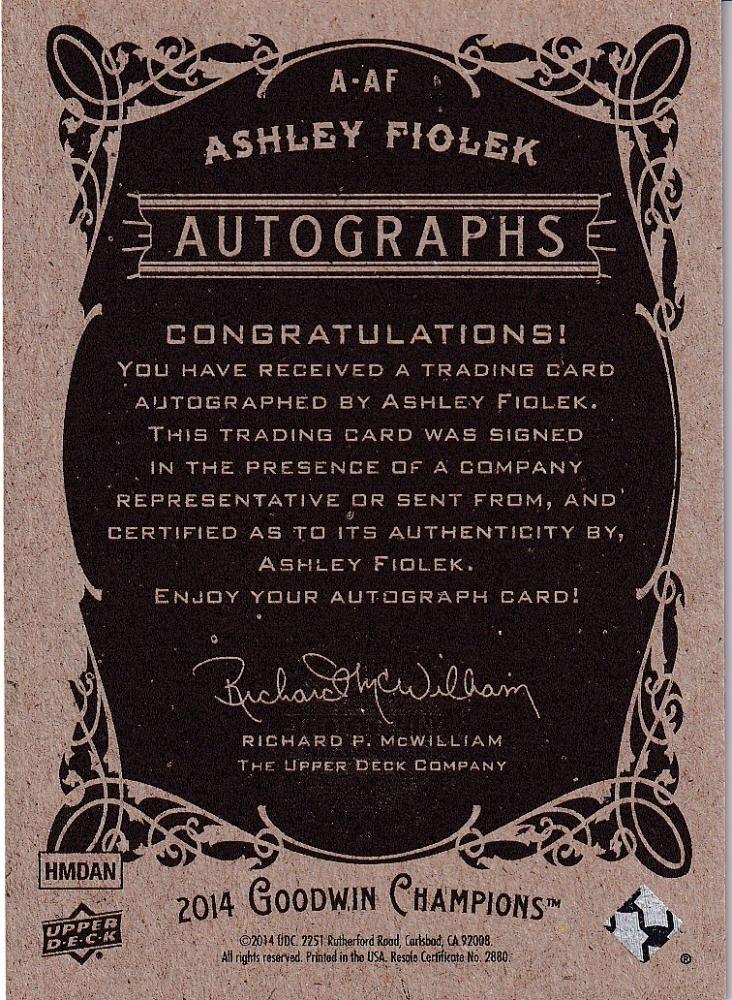 A-AF
ASHLEY FIOLEK
AUTOGRAPHS
CONGRATULATIONS!
YOU HAVE RECEIVED A TRADING CARD
AUTOGRAPHED BY ASHLEY FIOLEK.
THIS TRADING CARD WAS SIGNED
IN THE PRESENCE OF A COMPANY
REPRESENTATIVE OR SENT FROM, AND
CERTIFIED AS TO ITS AUTHENTICITY BY,
ASHLEY FIOLEK.
ENJOY YOUR AUTOGRAPH CARD!
Richard P. McWilliam
RICHARD P. MCWILLIAM
THE UPPER DECK COMPANY
HMDAN
2014 GOODWIN CHAMPIONS™
UPPER
D·E·C·K
©2014 UDC. 2251 Rutherford Road, Carlsbad, CA 92008.
All rights reserved. Printed in the USA. Resale Certificate No. 2880.
®